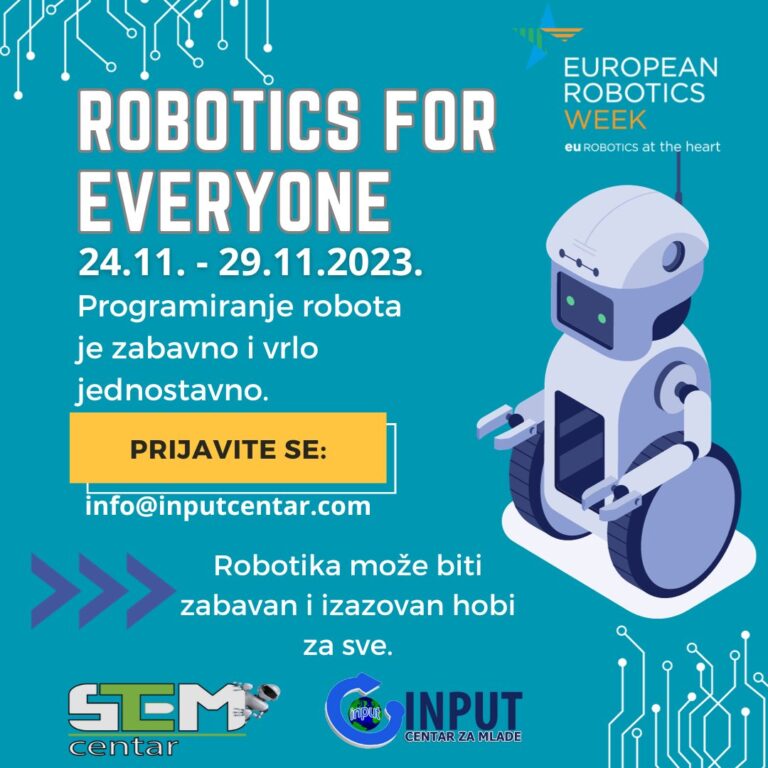 EUROPEAN
ROBOTICS
WEEK
eu ROBOTICS at the heart
ROBOTICS FOR
EVERYONE
24.11. - 29.11.2023.
Programiranje robota
je zabavno i vrlo
jednostavno.
PRIJAVITE SE:
info@inputcentar.com
Robotika može biti
zabavan i izazovan hobi
za sve.
STEM
centar
input
INPUT
CENTAR ZA MLADE